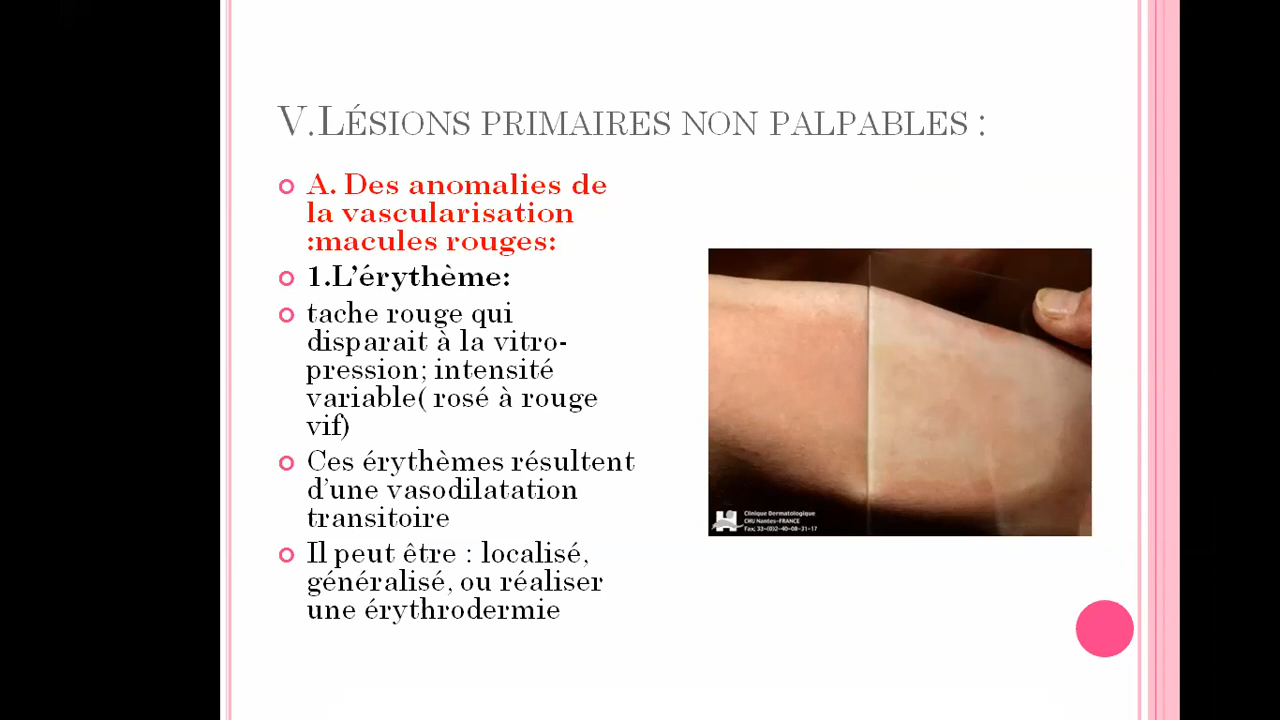 V.LÉSIONS PRIMAIRES NON PALPABLES :
A. Des anomalies de
la vascularisation
:macules rouges:
1.L'érythème:
tache rouge qui
disparait à la vitro-
pression; intensité
variable( rosé à rouge
vif)
Ces érythèmes résultent
d'une vasodilatation
transitoire
Il peut être : localisé,
généralisé, ou réaliser
une érythrodermie
Clinique Dermatologique
CHU Nantes-FRANCE
Fax: 33-(0)2-40-08-31-17